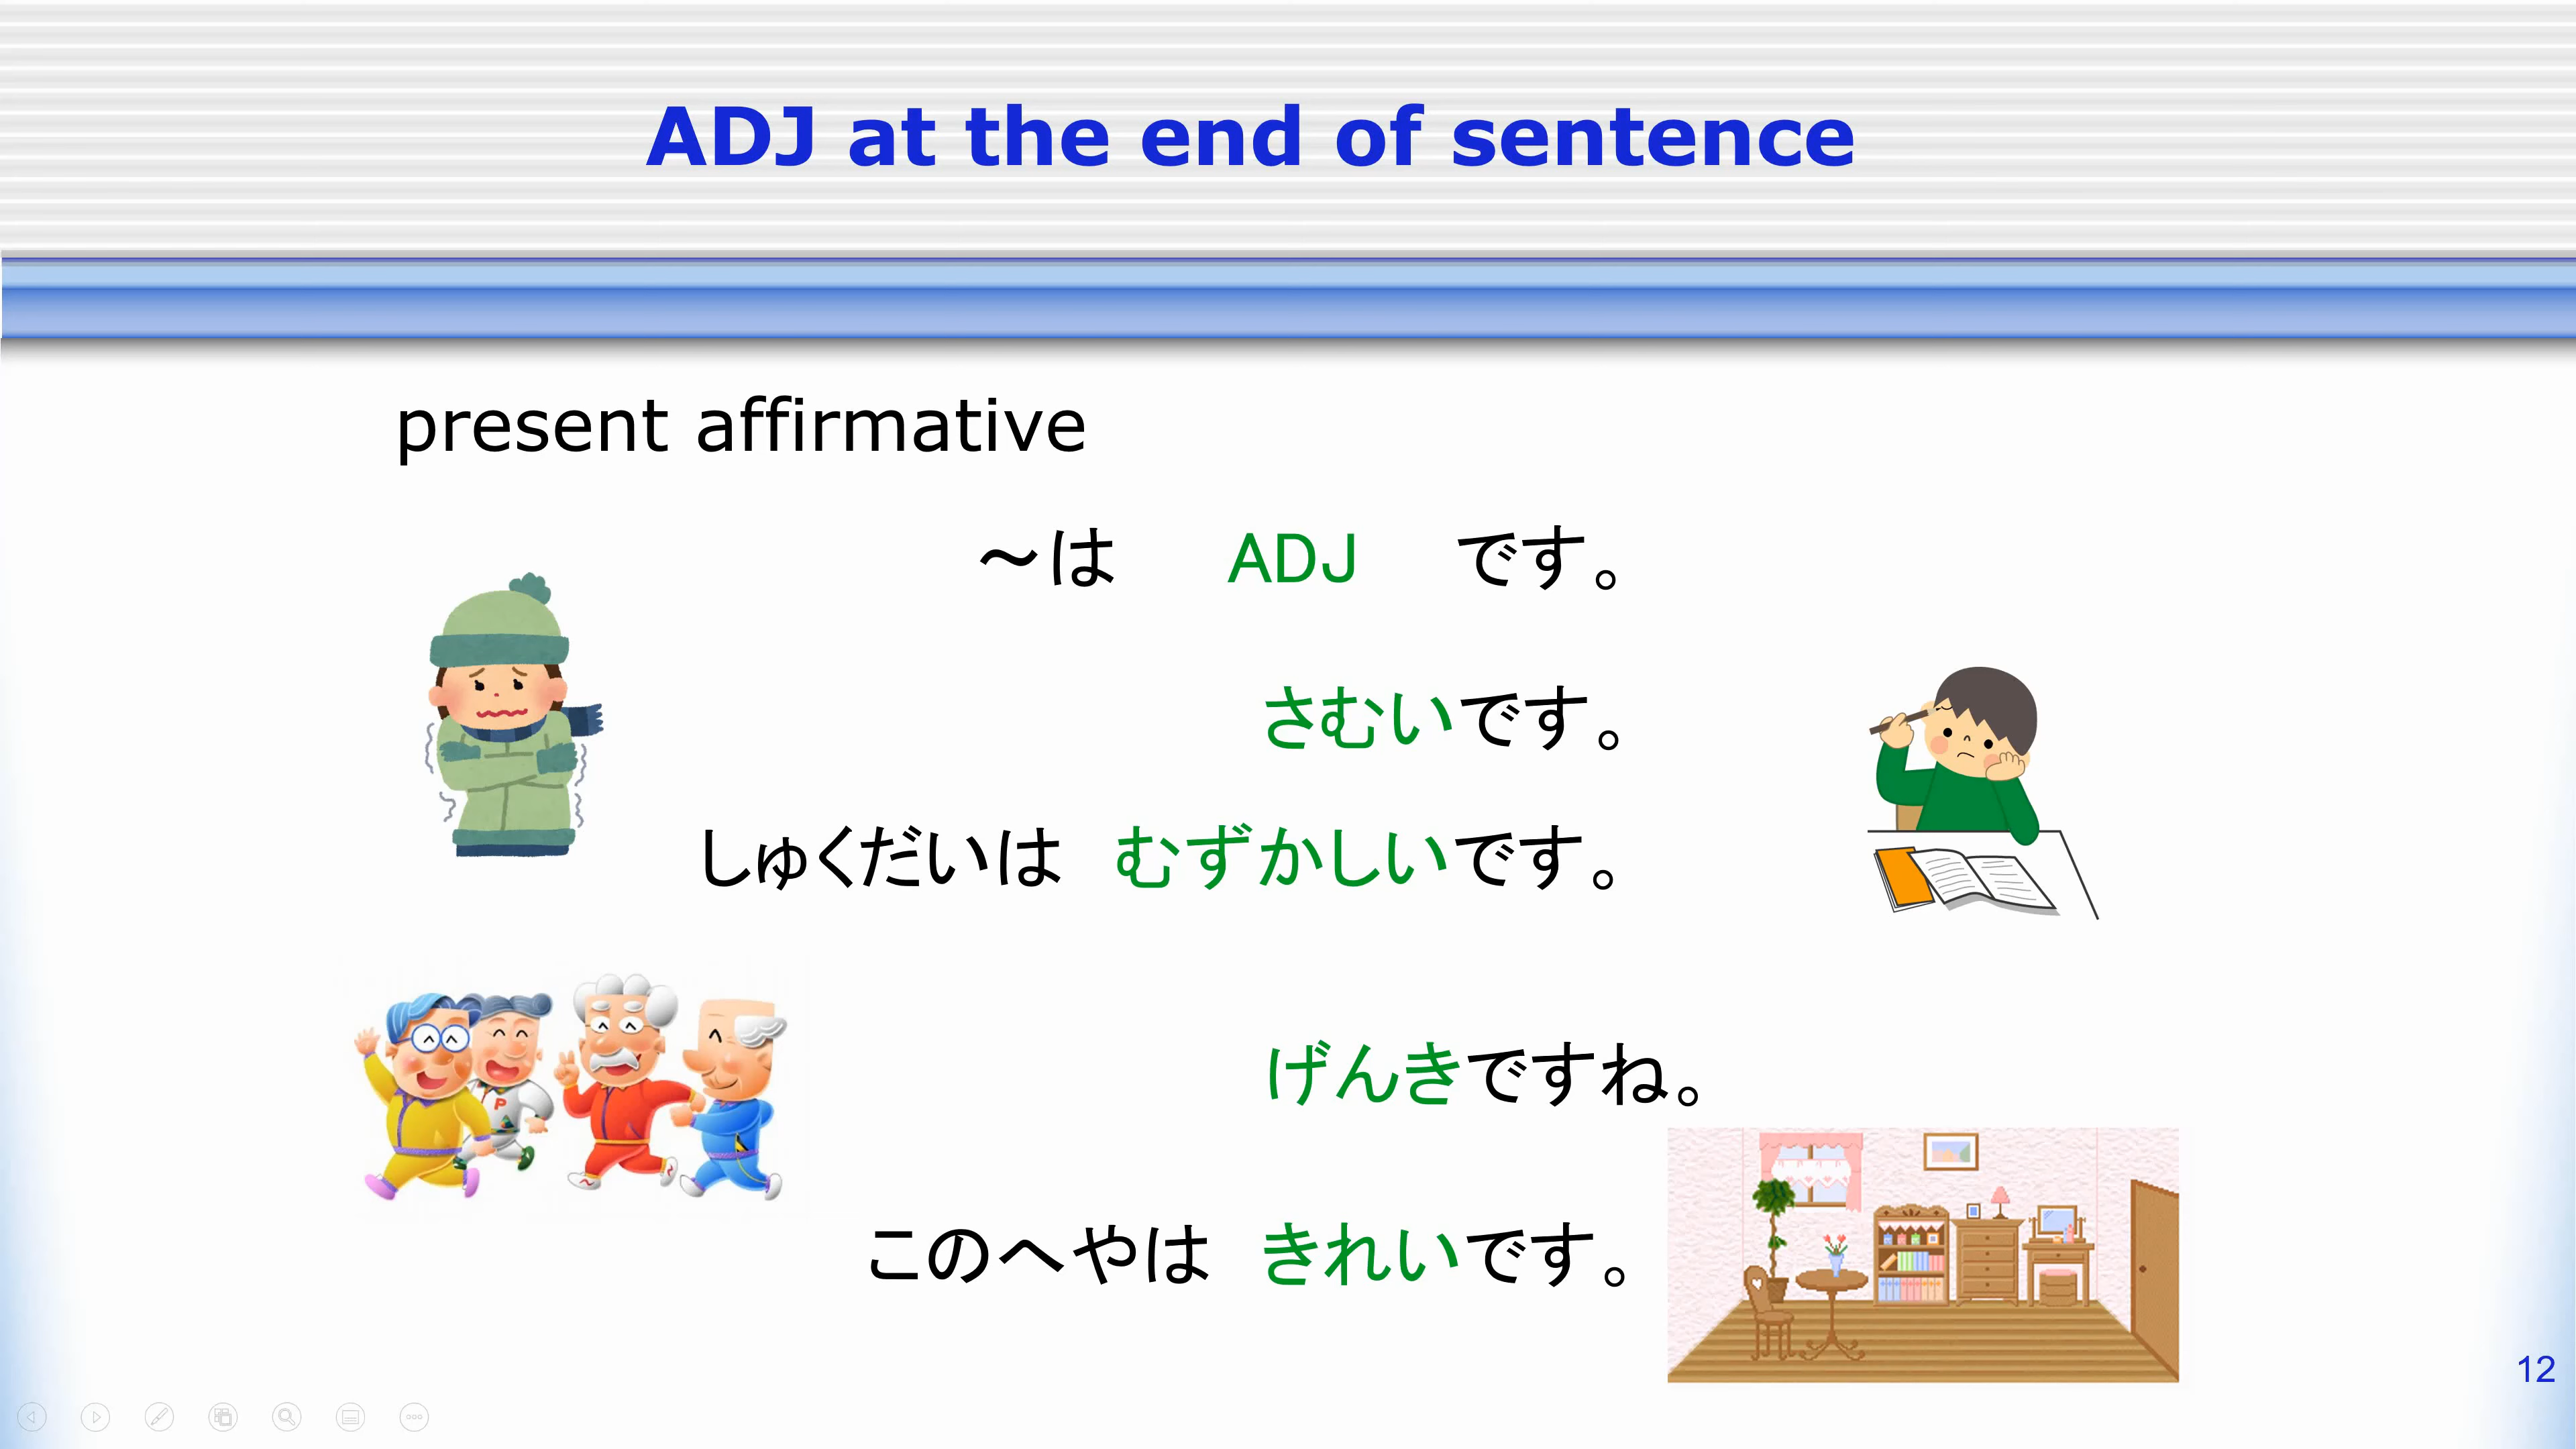 ADJ at the end of sentence
present affirmative
～は ADJ です。
さむいです。
しゅくだいは むずかしいです。
げんきですね。
このへやは きれいです。
12